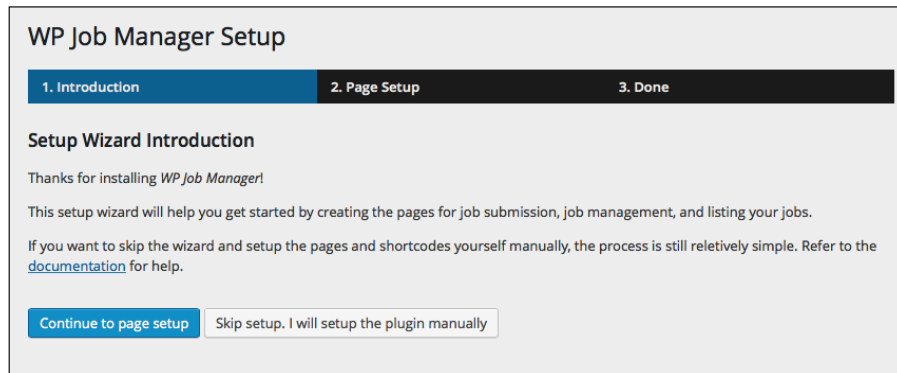 WP Job Manager Setup
1. Introduction 2. Page Setup 3. Done
Setup Wizard Introduction
Thanks for installing WP Job Manager!
This setup wizard will help you get started by creating the pages for job submission, job management, and listing your jobs.
If you want to skip the wizard and setup the pages and shortcodes yourself manually, the process is still reletively simple. Refer to the
documentation for help.
Continue to page setup Skip setup. I will setup the plugin manually